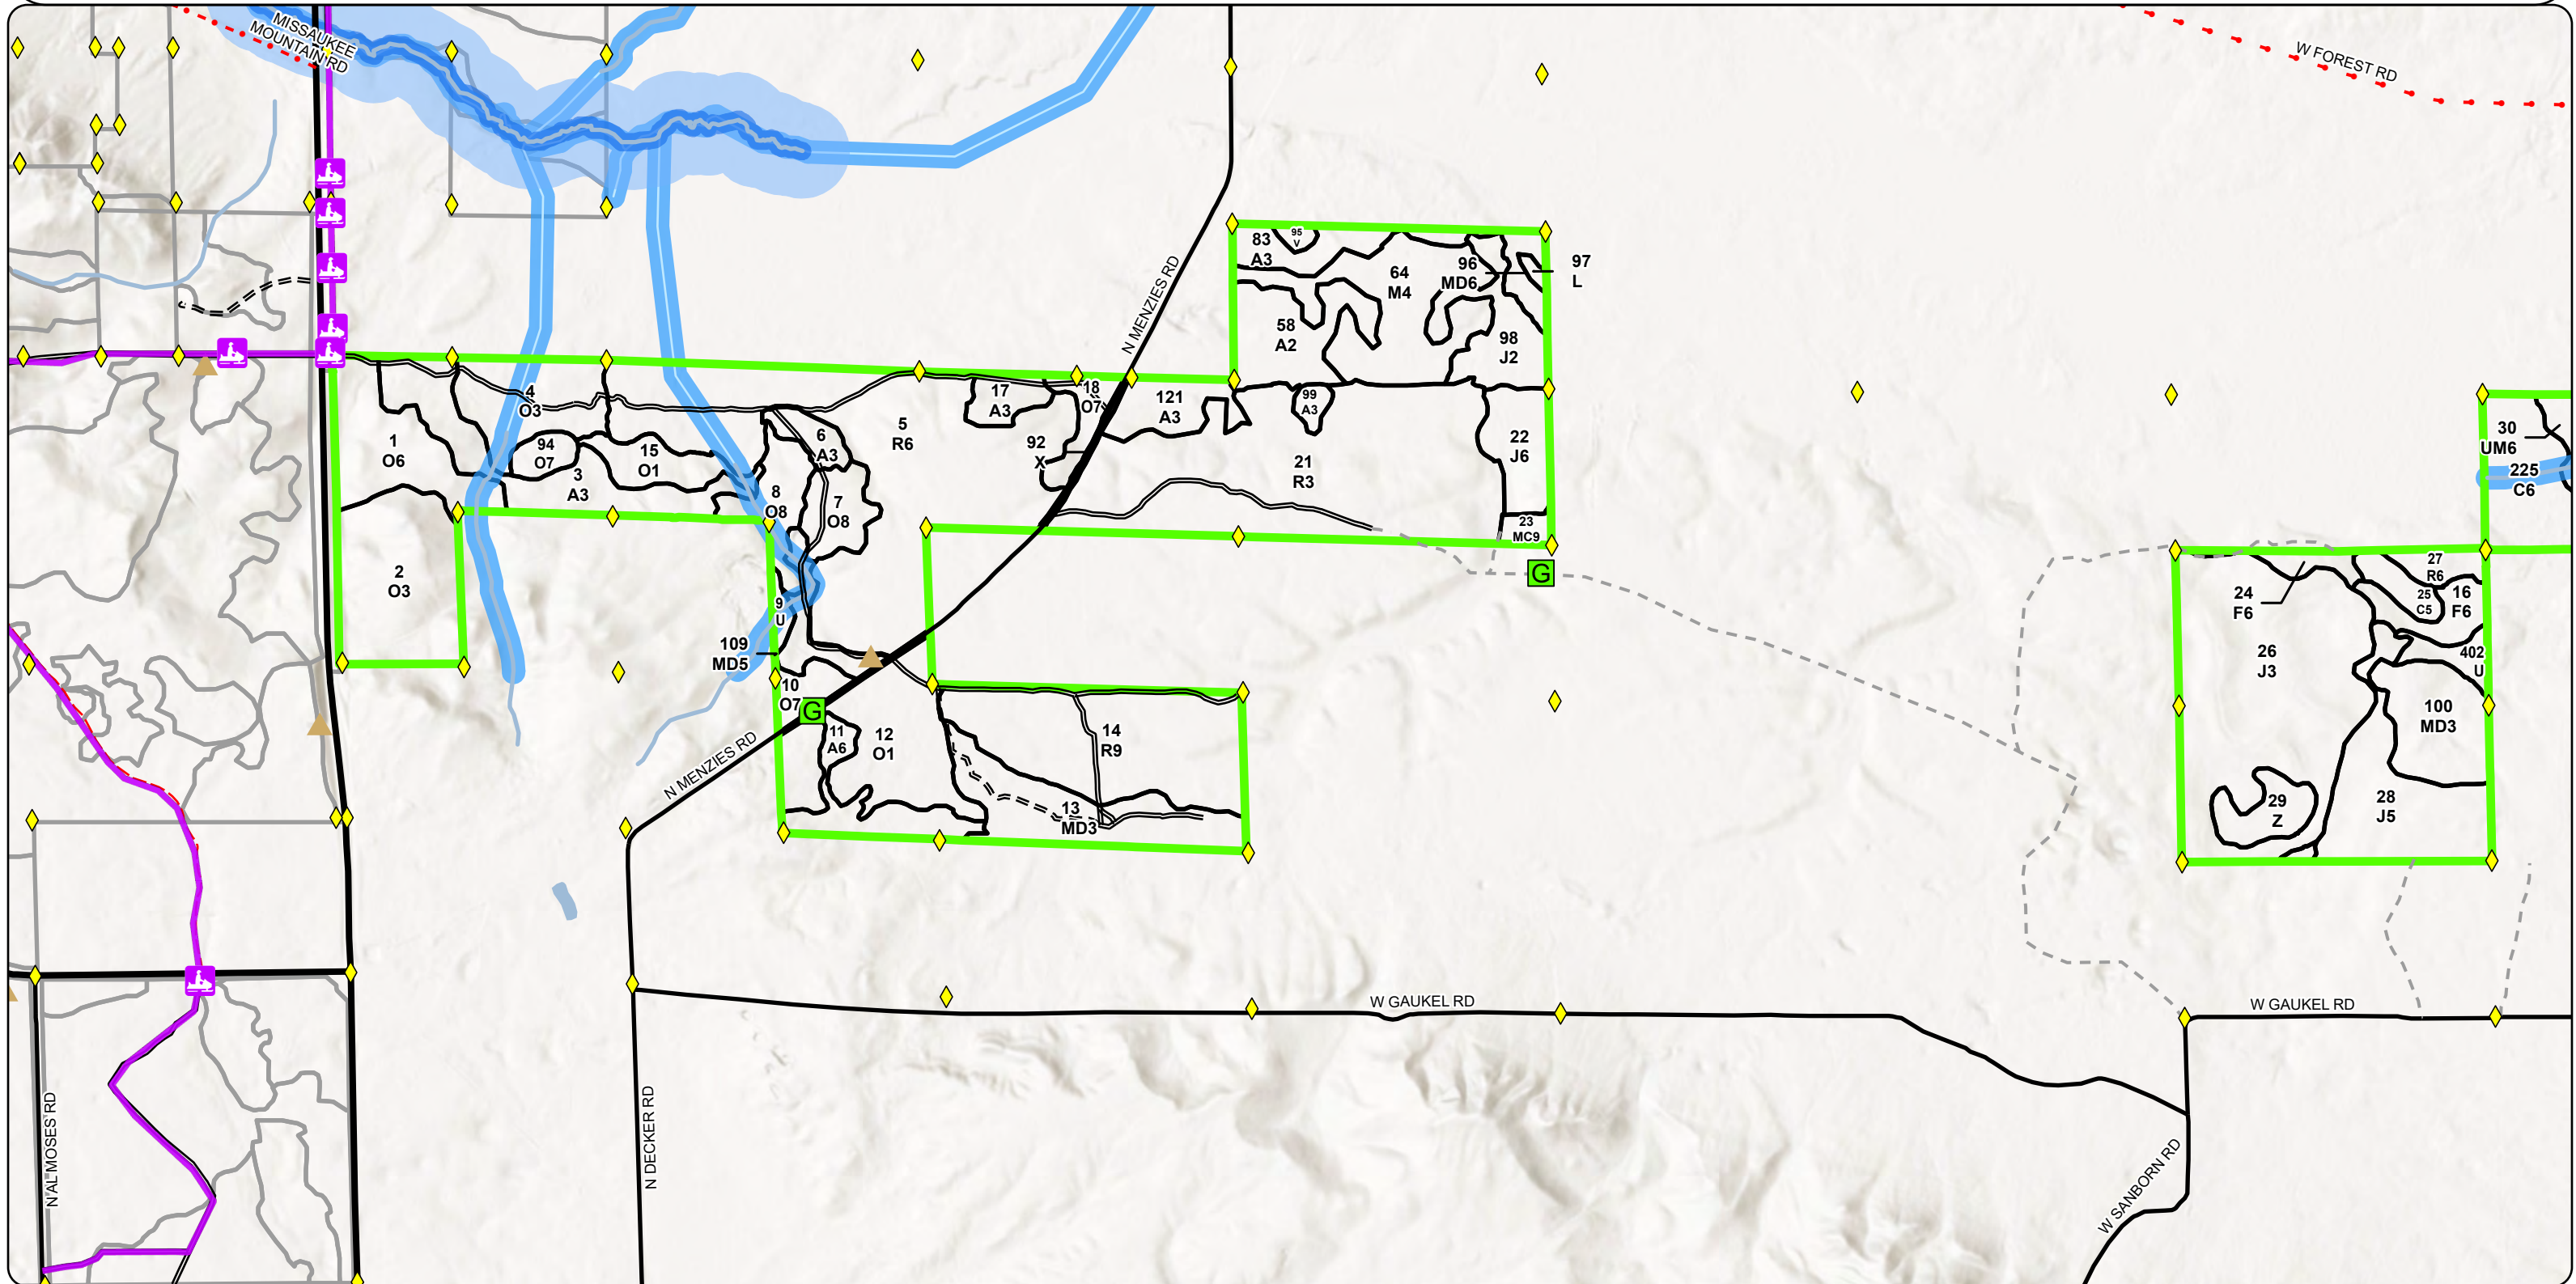 MISSAUKEE
MOUNTAIN RD
W FOREST RD
N MENZIES RD
83
A3
95
V
64
M4
96
MD6
97
L
58
A2
98
J2
4
O3
1
O6
94
O7
3
A3
15
O1
6
A3
5
R6
17
A3
18
O7
92
X
121
A3
99
A3
21
R3
22
J6
23
MC9
8
O8
7
O8
2
O3
9
U
109
MD5
10
O7
G
G
11
A6
12
O1
14
R9
13
MD3
N MENZIES RD
30
UM6
225
C6
27
R6
24
F6
25
C5
16
F6
26
J3
402
U
100
MD3
29
Z
28
J5
W GAUKEL RD
W GAUKEL RD
N AL MOSES RD
N DECKER RD
W SANBORN RD